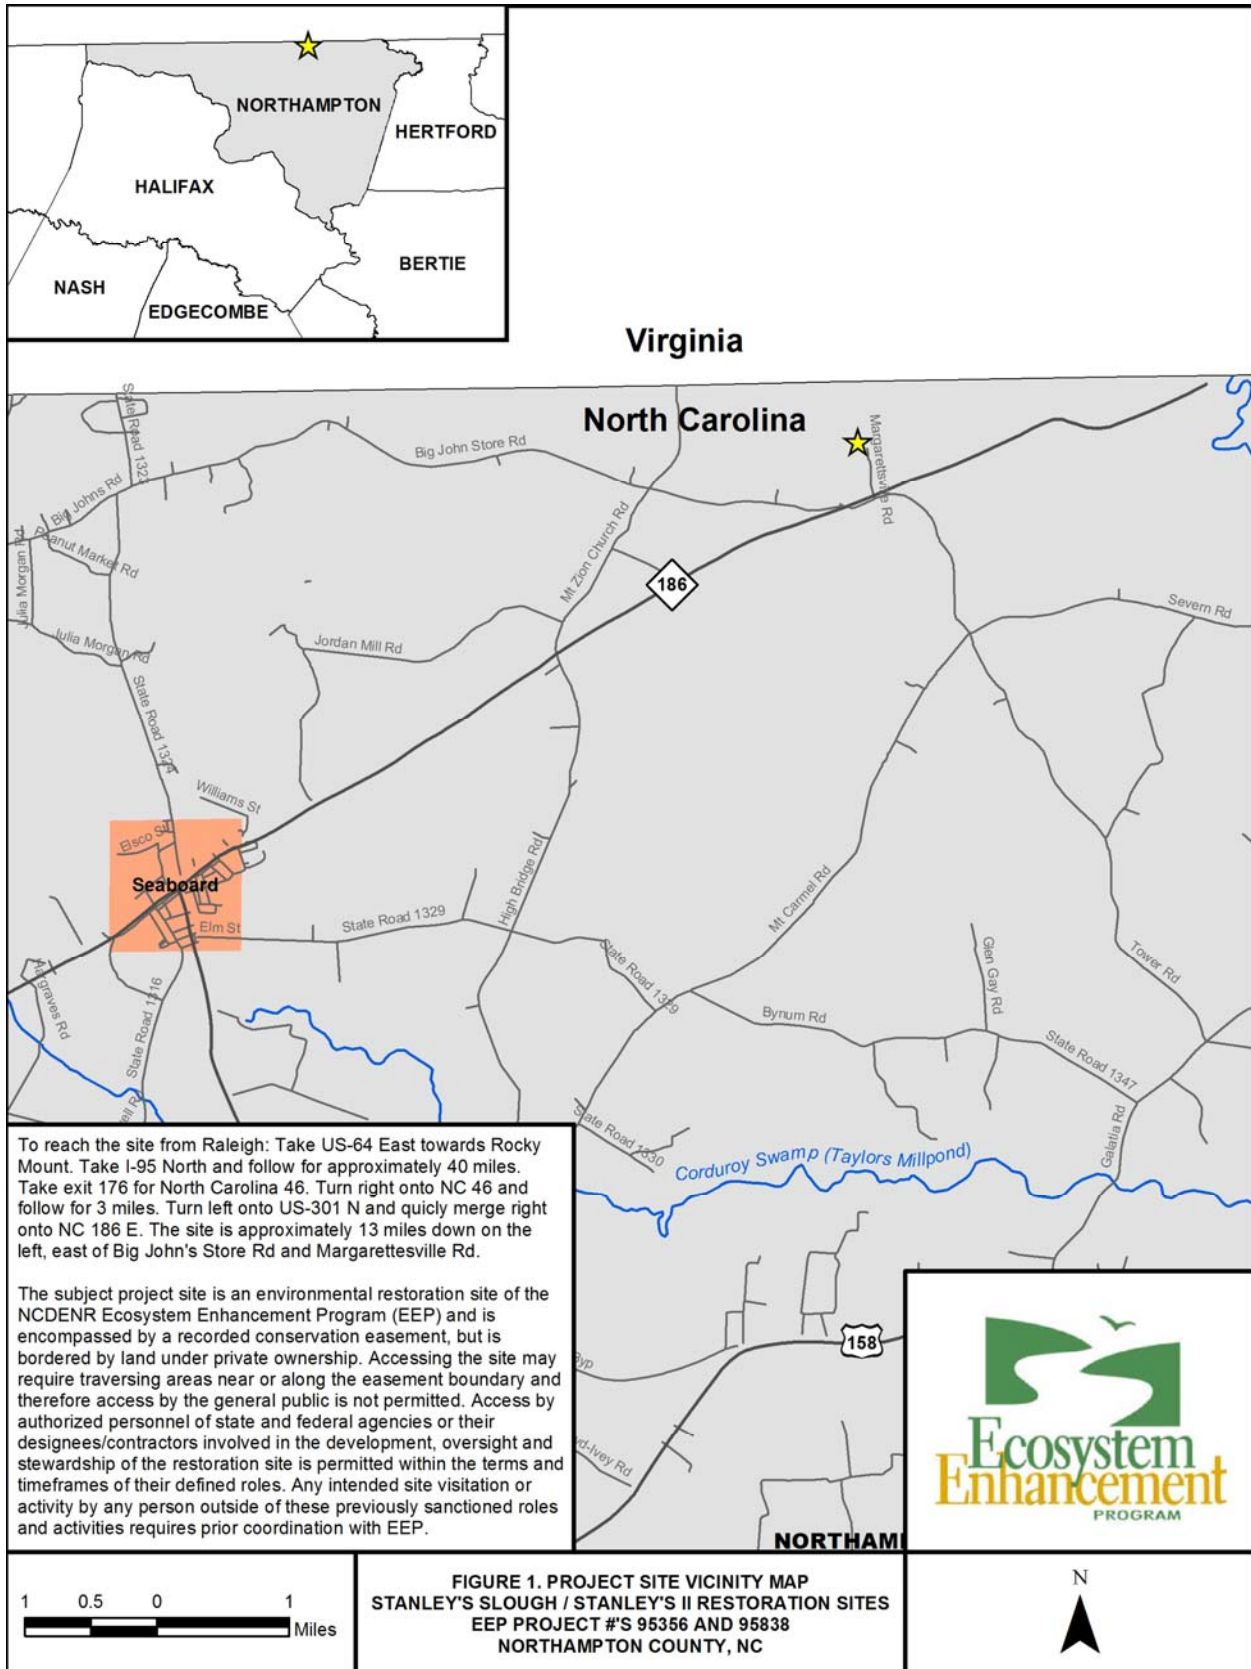 NORTHAMPTON
HERTFORD
HALIFAX
BERTIE
NASH
EDGECOMBE
Virginia
North Carolina
State Road 1323
Big John Store Rd
Margarettsville Rd
Big Johns Rd
Peanut Market Rd
Julia Morgan Rd
Mt Zion Church Rd
186
Severn Rd
Julia Morgan Rd
Jordan Mill Rd
State Road 1324
Williams St
Elsco St
Seaboard
High Bridge Rd
Mt Carmel Rd
Elm St
State Road 1329
Glen Gay Rd
Tower Rd
State Road 1329
Aargraves Rd
State Road 1316
Bynum Rd
State Road 1347
ell R
State Road 1330
Galatia Rd
Corduroy Swamp (Taylors Millpond)
To reach the site from Raleigh: Take US-64 East towards Rocky
Mount. Take I-95 North and follow for approximately 40 miles.
Take exit 176 for North Carolina 46. Turn right onto NC 46 and
follow for 3 miles. Turn left onto US-301 N and quicly merge right
onto NC 186 E. The site is approximately 13 miles down on the
left, east of Big John's Store Rd and Margarettesville Rd.
The subject project site is an environmental restoration site of the
NCDENR Ecosystem Enhancement Program (EEP) and is
encompassed by a recorded conservation easement, but is
bordered by land under private ownership. Accessing the site may
require traversing areas near or along the easement boundary and
therefore access by the general public is not permitted. Access by
authorized personnel of state and federal agencies or their
designees/contractors involved in the development, oversight and
stewardship of the restoration site is permitted within the terms and
timeframes of their defined roles. Any intended site visitation or
activity by any person outside of these previously sanctioned roles
and activities requires prior coordination with EEP.
158
Byp
yd-Ivey Rd
NORTHAM
Ecosystem
Enhancement
PROGRAM
1 0.5 0 1
Miles
FIGURE 1. PROJECT SITE VICINITY MAP
STANLEY'S SLOUGH / STANLEY'S II RESTORATION SITES
EEP PROJECT #'S 95356 AND 95838
NORTHAMPTON COUNTY, NC
N